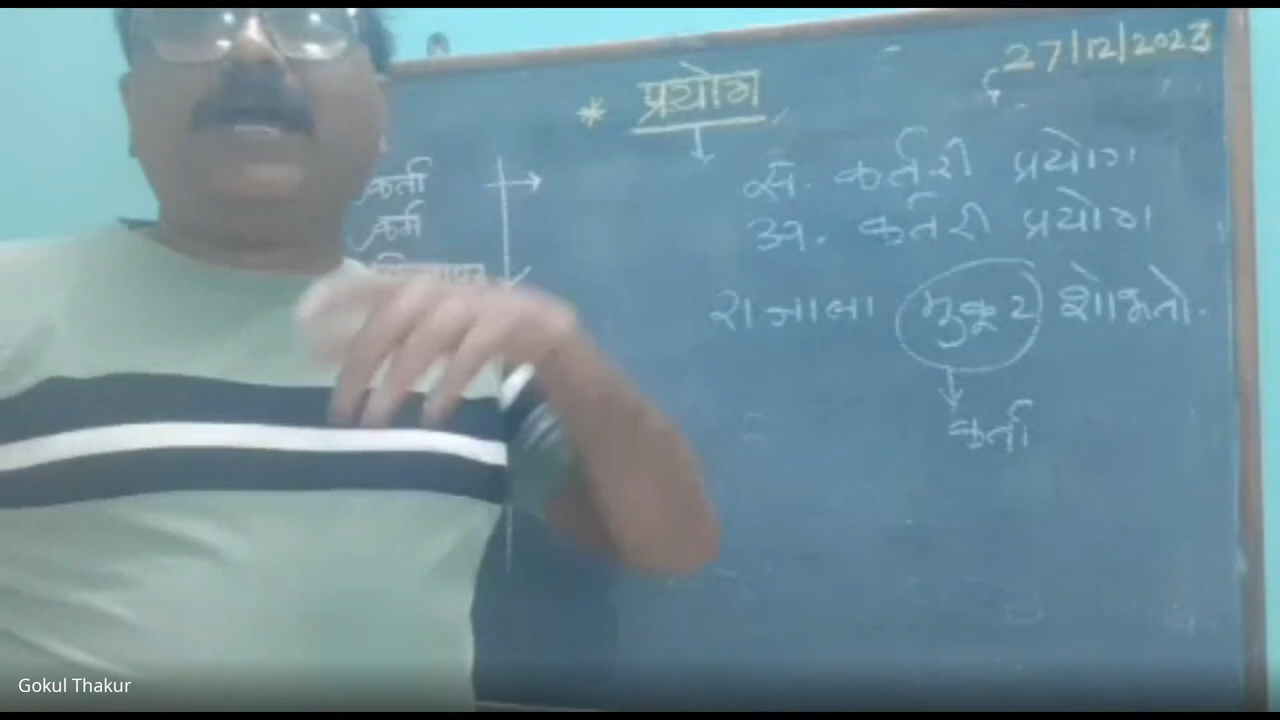 27/12/2023
* प्रयोग
कर्ता
कर्म
स. कर्तरी प्रयोग
अ. कर्तरी प्रयोग
राजाला मुकूट शोभतो.
कर्ता
Gokul Thakur